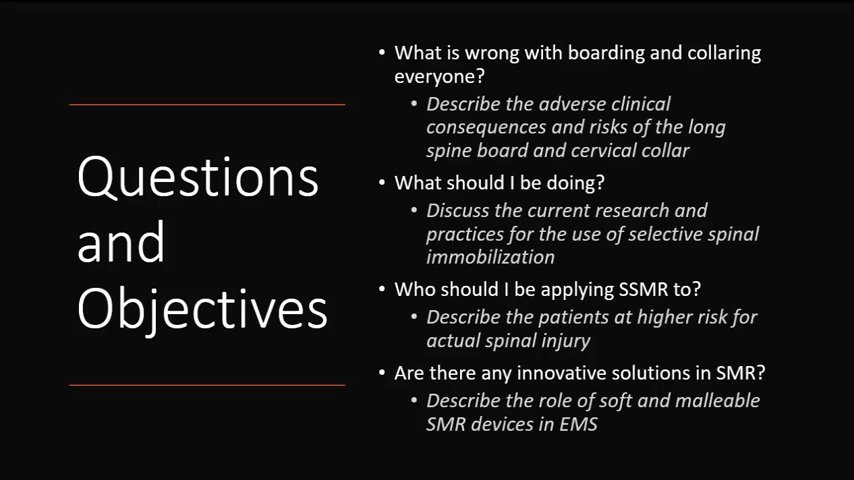 Questions
and
Objectives
• What is wrong with boarding and collaring
everyone?
• Describe the adverse clinical
consequences and risks of the long
spine board and cervical collar
• What should I be doing?
• Discuss the current research and
practices for the use of selective spinal
immobilization
• Who should I be applying SSMR to?
• Describe the patients at higher risk for
actual spinal injury
• Are there any innovative solutions in SMR?
• Describe the role of soft and malleable
SMR devices in EMS